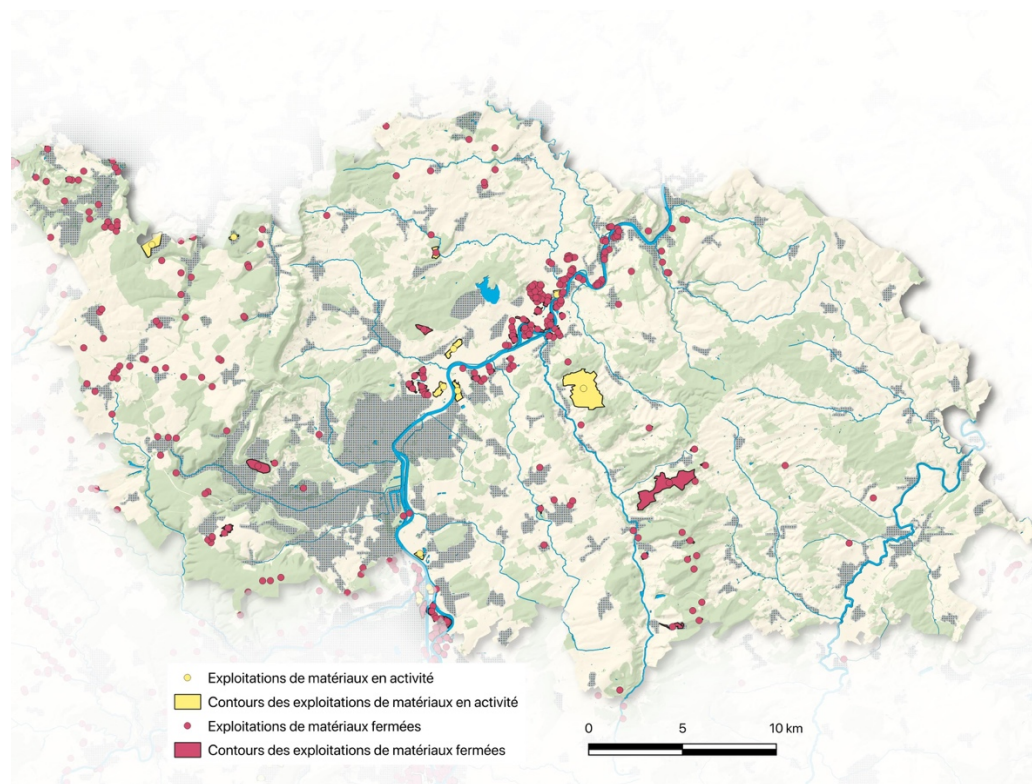 Exploitations de matériaux en activité
Contours des exploitations de matériaux en activité
Exploitations de matériaux fermées
Contours des exploitations de matériaux fermées
0 5 10 km